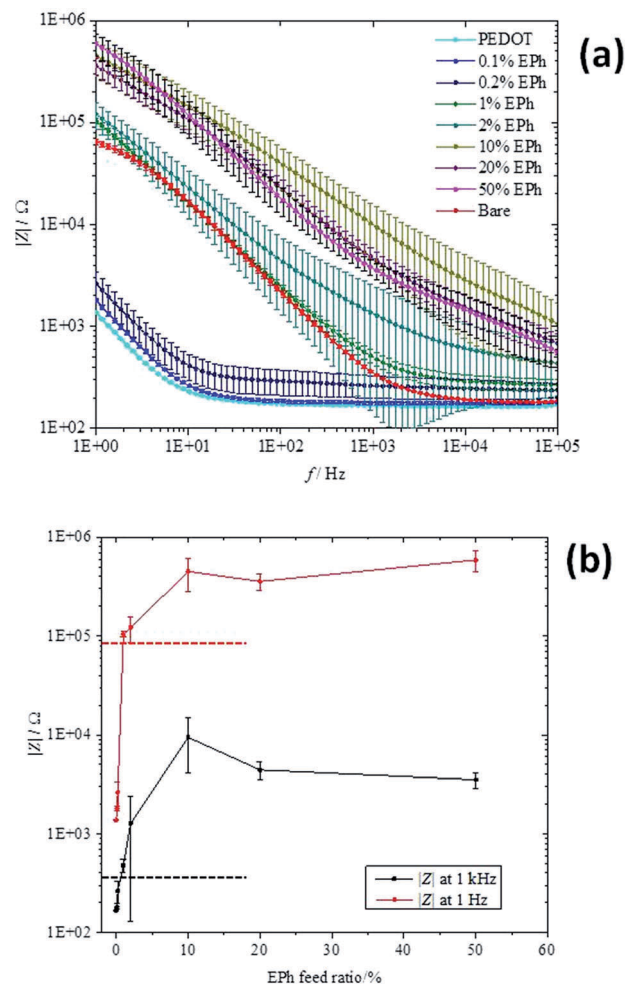 1E+06
1E+05
1E+04
1E+03
1E+02
|Z| / Ω
PEDOT
0.1% EPh
0.2% EPh
1% EPh
2% EPh
10% EPh
20% EPh
50% EPh
Bare
(a)
1E+00 1E+01 1E+02 1E+03 1E+04 1E+05
f / Hz
1E+06
1E+05
1E+04
1E+03
1E+02
|Z| / Ω
(b)
|Z| at 1 kHz
|Z| at 1 Hz
0 10 20 30 40 50 60
EPh feed ratio/%